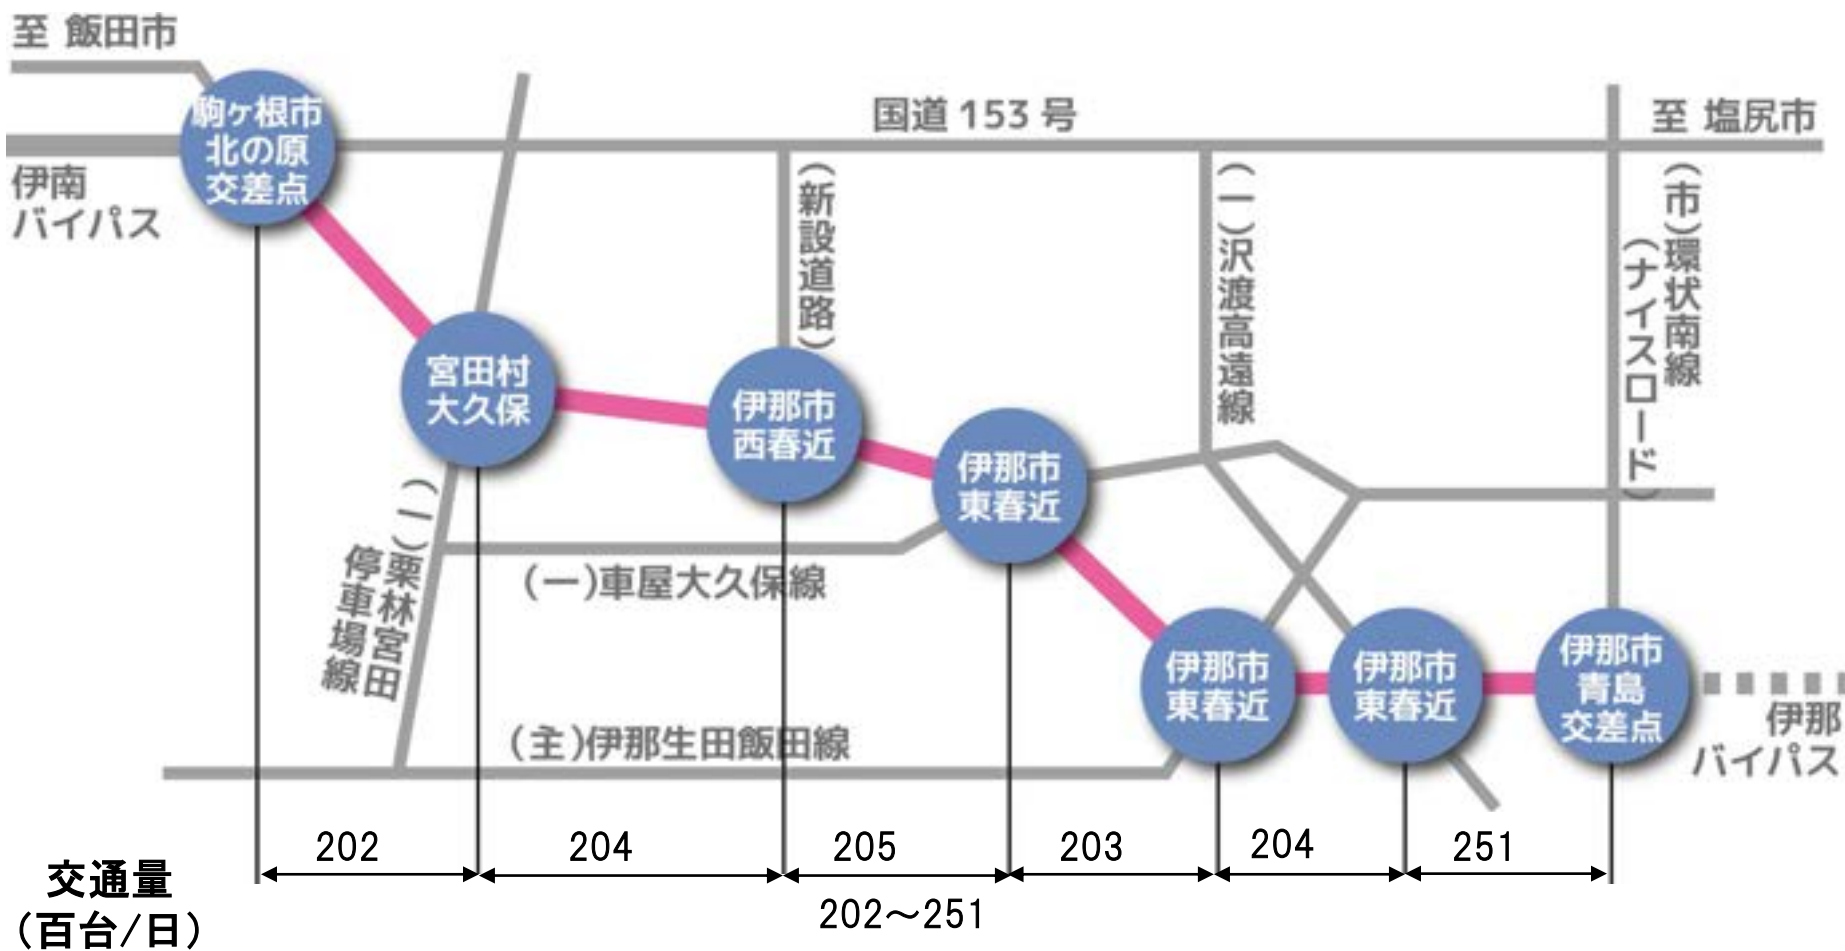 至 飯田市
駒ヶ根市
北の原
交差点
伊南
バイパス
国道 153 号
至 塩尻市
(新設道路)
(一)沢渡高遠線
(市)環状南線
(ナイスロード)
宮田村
大久保
伊那市
西春近
伊那市
東春近
(一)栗林宮田
停車場線
(一)車屋大久保線
伊那市
東春近
伊那市
東春近
伊那市
青島
交差点
伊那
バイパス
(主)伊那生田飯田線
202
204
205
203
204
251
交通量
(百台/日)
202～251